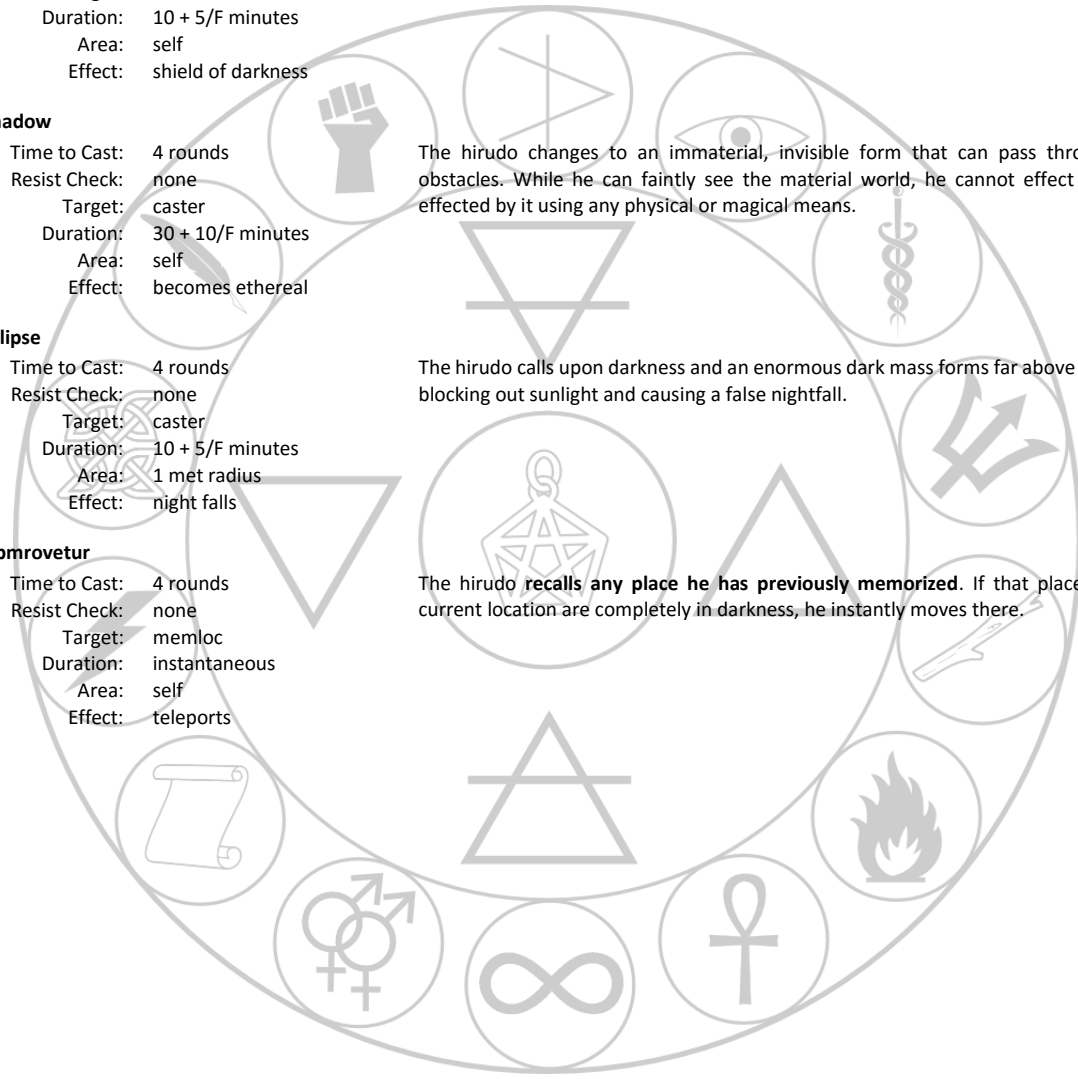 Duration: 10 + 5/F minutes
Area: self
Effect: shield of darkness
hadow
Time to Cast: 4 rounds
Resist Check: none
Target: caster
Duration: 30 + 10/F minutes
Area: self
Effect: becomes ethereal
The hirudo changes to an immaterial, invisible form that can pass thro
obstacles. While he can faintly see the material world, he cannot effect
effected by it using any physical or magical means.
lipse
Time to Cast: 4 rounds
Resist Check: none
Target: caster
Duration: 10 + 5/F minutes
Area: 1 met radius
Effect: night falls
The hirudo calls upon darkness and an enormous dark mass forms far above
blocking out sunlight and causing a false nightfall.
omrovetur
Time to Cast: 4 rounds
Resist Check: none
Target: memloc
Duration: instantaneous
Area: self
Effect: teleports
The hirudo recalls any place he has previously memorized. If that place
current location are completely in darkness, he instantly moves there.